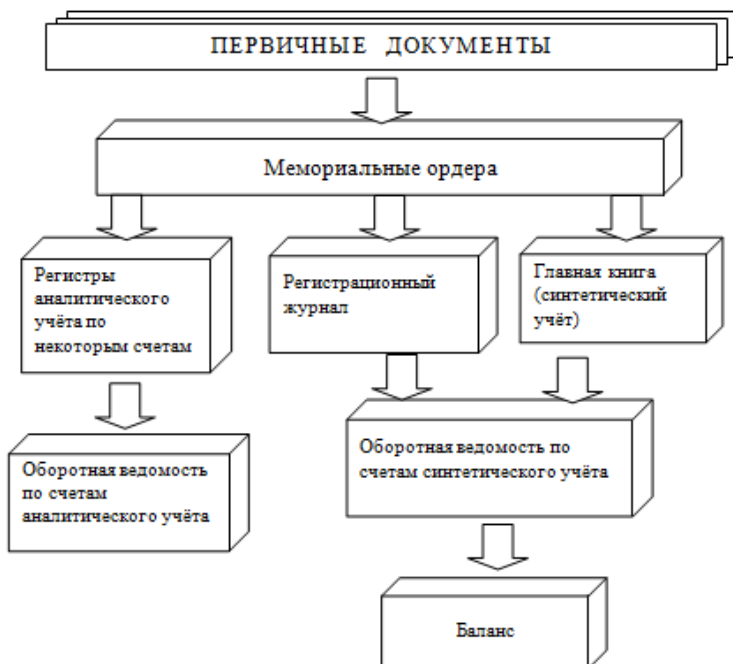 ПЕРВИЧНЫЕ ДОКУМЕНТЫ
Мемориальные ордера
Регистры
аналитического
учёта по
некоторым счетам
Регистрационный
журнал
Главная книга
(синтетический
учёт)
Оборотная ведомость
по счетам
аналитического учёта
Оборотная ведомость по
счетам синтетического учёта
Баланс